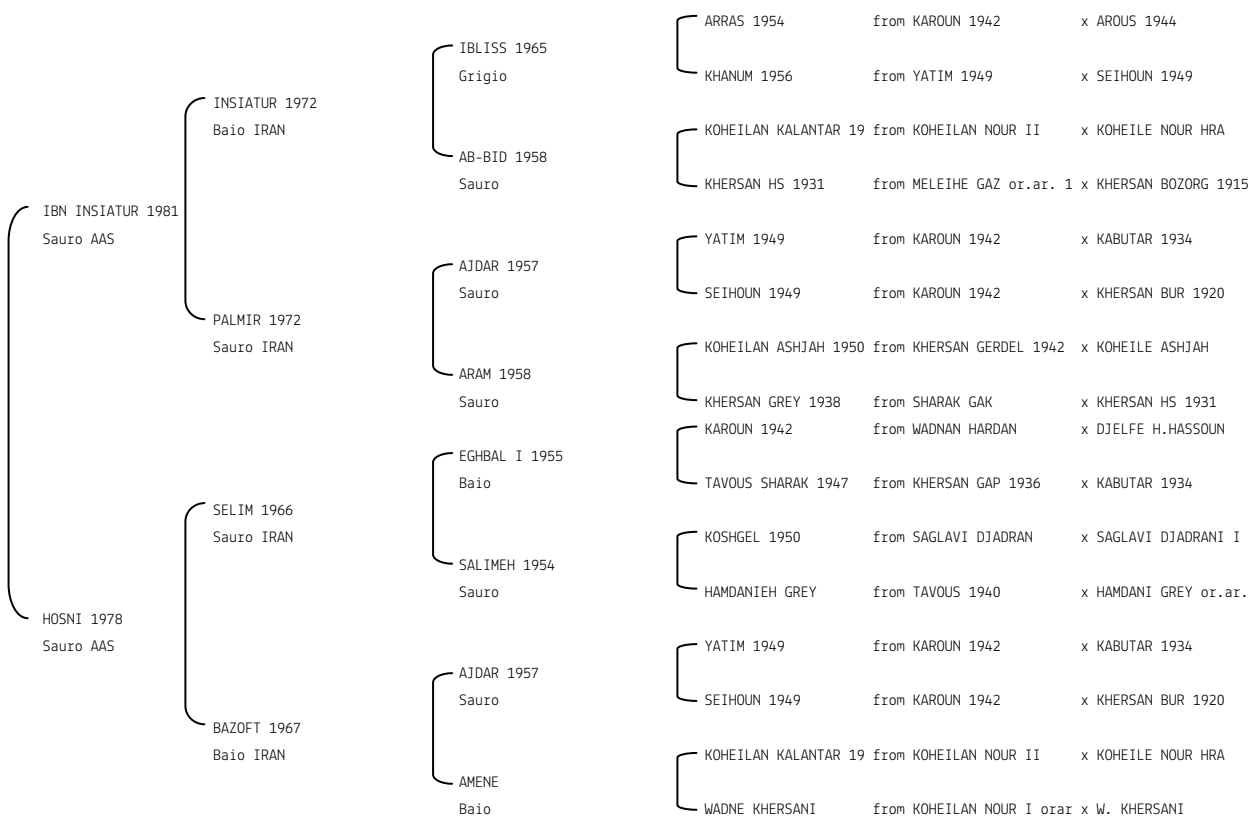 ARRAS 1954 from KAROUN 1942 x AROUS 1944
IBLISS 1965
Grigio
KHANUM 1956 from YATIM 1949 x SEIHOUN 1949
INSIATUR 1972
Baio IRAN
KOHEILAN KALANTAR 19 from KOHEILAN NOUR II x KOHEILE NOUR HRA
AB-BID 1958
Sauro
KHERSAN HS 1931 from MELEIHE GAZ or.ar. 1 x KHERSAN BOZORG 1915
IBN INSIATUR 1981
Sauro AAS
YATIM 1949 from KAROUN 1942 x KABUTAR 1934
AJDAR 1957
Sauro
SEIHOUN 1949 from KAROUN 1942 x KHERSAN BUR 1920
PALMIR 1972
Sauro IRAN
KOHEILAN ASHJAH 1950 from KHERSAN GERDEL 1942 x KOHEILE ASHJAH
ARAM 1958
Sauro
KHERSAN GREY 1938 from SHARAK GAK x KHERSAN HS 1931
KAROUN 1942 from WADNAN HARDAN x DJELFE H.HASSOUN
EGHBAL I 1955
Baio
TAVOUS SHARAK 1947 from KHERSAN GAP 1936 x KABUTAR 1934
SELIM 1966
Sauro IRAN
KOSHGEL 1950 from SAGLAVI DJADRAN x SAGLAVI DJADRANI I
SALIMEH 1954
Sauro
HAMDANIEH GREY from TAVOUS 1940 x HAMDANI GREY or.ar.
HOSNI 1978
Sauro AAS
YATIM 1949 from KAROUN 1942 x KABUTAR 1934
AJDAR 1957
Sauro
SEIHOUN 1949 from KAROUN 1942 x KHERSAN BUR 1920
BAZOFT 1967
Baio IRAN
KOHEILAN KALANTAR 19 from KOHEILAN NOUR II x KOHEILE NOUR HRA
AMENE
Baio
WADNE KHERSANI from KOHEILAN NOUR I orar x W. KHERSANI